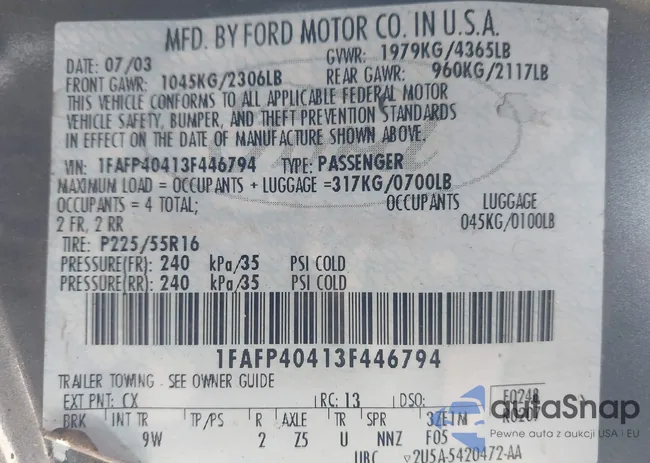 MFD. BY FORD MOTOR CO. IN U.S.A.
DATE: 07/03 GVWR: 1979KG/4365LB
FRONT GAWR: 1045KG/2306LB REAR GAWR: 960KG/2117LB
THIS VEHICLE CONFORMS TO ALL APPLICABLE FEDERAL MOTOR
VEHICLE SAFETY, BUMPER, AND THEFT PREVENTION STANDARDS
IN EFFECT ON THE DATE OF MANUFACTURE SHOWN ABOVE.
VIN: 1FAFP40413F446794 TYPE: PASSENGER
MAXIMUM LOAD = OCCUPANTS + LUGGAGE =317KG/0700LB
OCCUPANTS = 4 TOTAL; OCCUPANTS LUGGAGE
2 FR, 2 RR 045KG/0100LB
TIRE: P225/55R16
PRESSURE(FR): 240 kPa/35 PSI COLD
PRESSURE(RR): 240 kPa/35 PSI COLD
1FAFP40413F446794
TRAILER TOWING - SEE OWNER GUIDE
EXT PNT: CX RC: 13 DSO:
BRK INT TR TP/PS R AXLE TR SPR
9W 2 Z5 U NNZ F05
UBC ▽2U5A-5420472-AA
autoSnap
Pewne auta z aukcji USA - EU